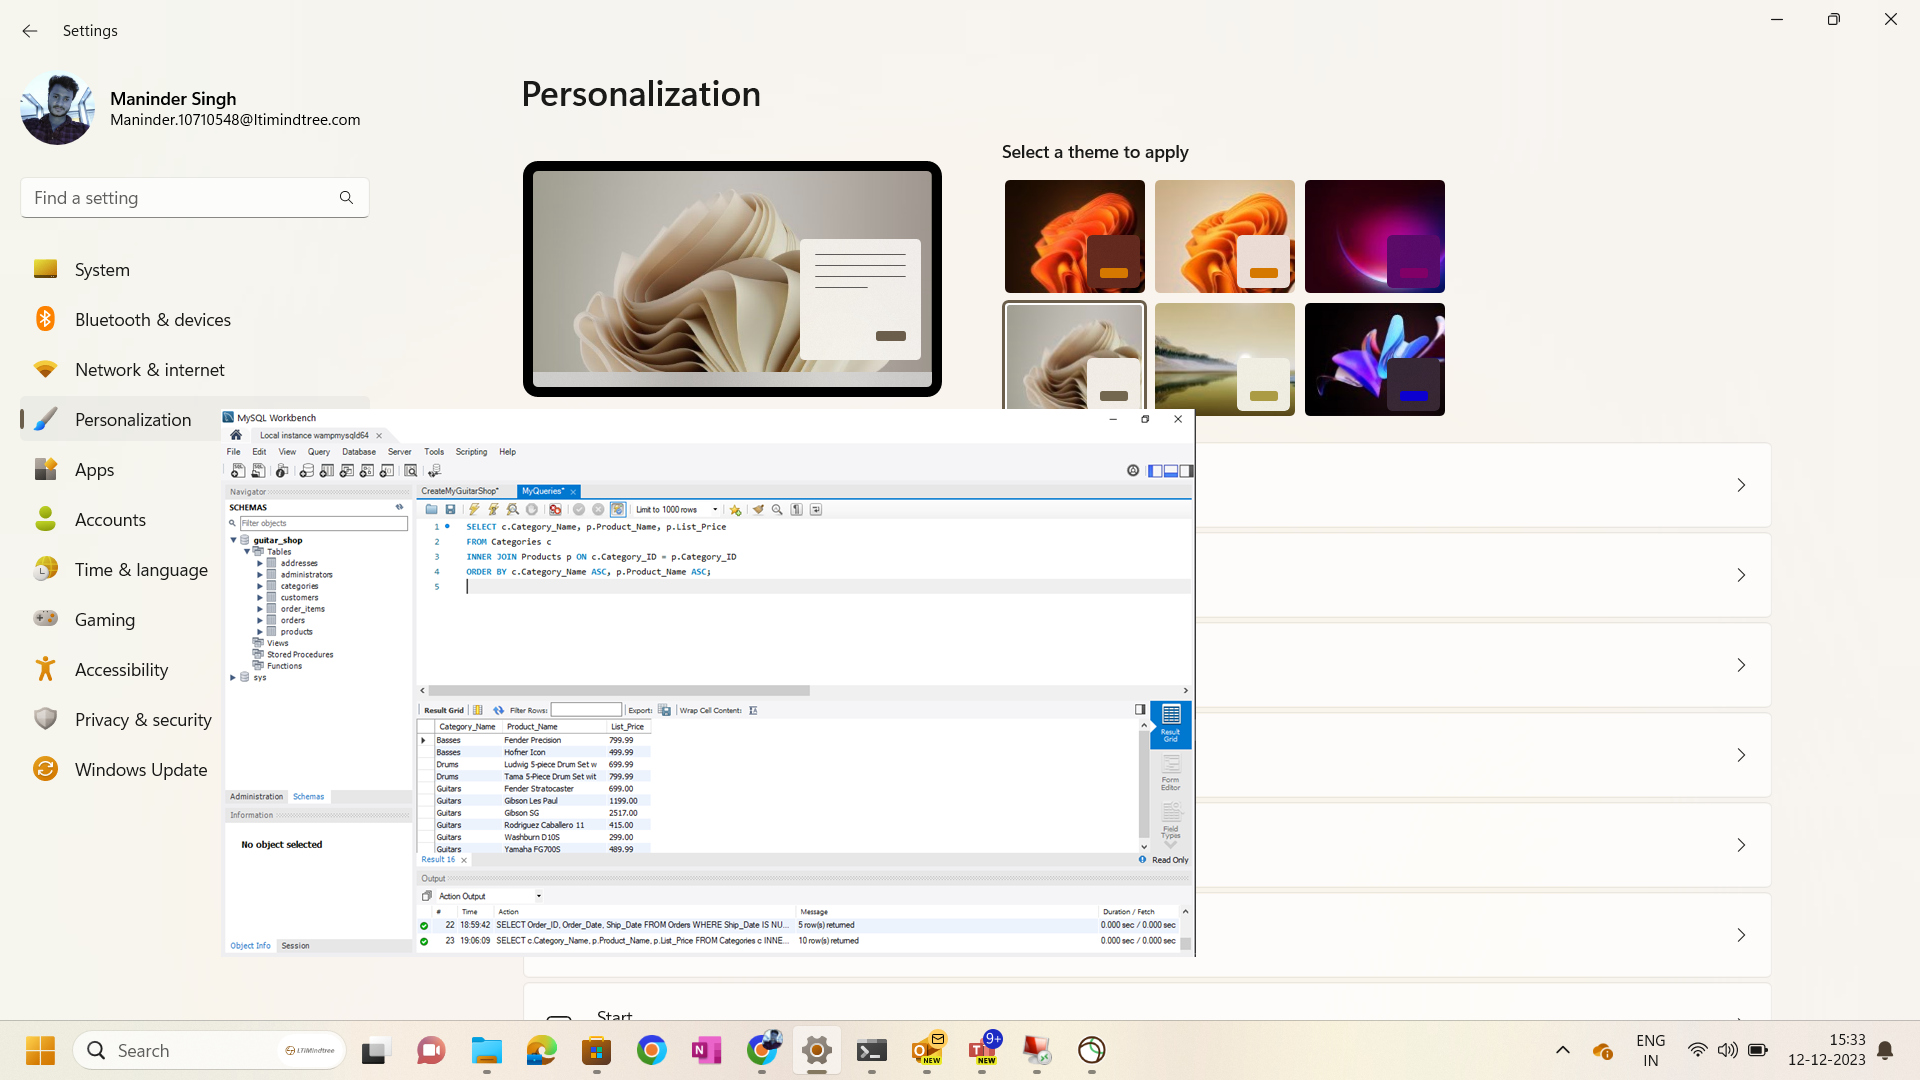 Settings
Maninder Singh
Maninder.10710548@ltimindtree.com
Find a setting
System
Bluetooth & devices
Network & internet
Personalization
Apps
Accounts
Time & language
Gaming
Accessibility
Privacy & security
Windows Update
Personalization
Select a theme to apply
MySQL Workbench
Local instance wampmysqld64
File Edit View Query Database Server Tools Scripting Help
Navigator
SCHEMAS
Filter objects
guitar_shop
Tables
addresses
administrators
categories
customers
order_items
orders
products
Views
Stored Procedures
Functions
sys
Administration Schemas
Information
No object selected
Object Info Session
CreateMyGuitarShop* MyQueries*
Limit to 1000 rows
1 SELECT c.Category_Name, p.Product_Name, p.List_Price
2 FROM Categories c
3 INNER JOIN Products p ON c.Category_ID = p.Category_ID
4 ORDER BY c.Category_Name ASC, p.Product_Name ASC;
5
Result Grid Filter Rows: Export: Wrap Cell Content:
Category_Name Product_Name List_Price
Basses Fender Precision 799.99
Basses Hofner Icon 499.99
Drums Ludwig 5-piece Drum Set w 699.99
Drums Tama 5-Piece Drum Set wit 799.99
Guitars Fender Stratocaster 699.00
Guitars Gibson Les Paul 1199.00
Guitars Gibson SG 2517.00
Guitars Rodriguez Caballero 11 415.00
Guitars Washburn D10S 299.00
Guitars Yamaha FG700S 489.99
Result Grid
Form Editor
Field Types
Result 16
Read Only
Output
Action Output
# Time Action Message Duration / Fetch
22 18:59:42 SELECT Order_ID, Order_Date, Ship_Date FROM Orders WHERE Ship_Date IS NU... 5 row(s) returned 0.000 sec / 0.000 sec
23 19:06:09 SELECT c.Category_Name, p.Product_Name, p.List_Price FROM Categories c INNE... 10 row(s) returned 0.000 sec / 0.000 sec
Start
Search
LTIMindtree
NEW
9+
NEW
ENG
IN
15:33
12-12-2023